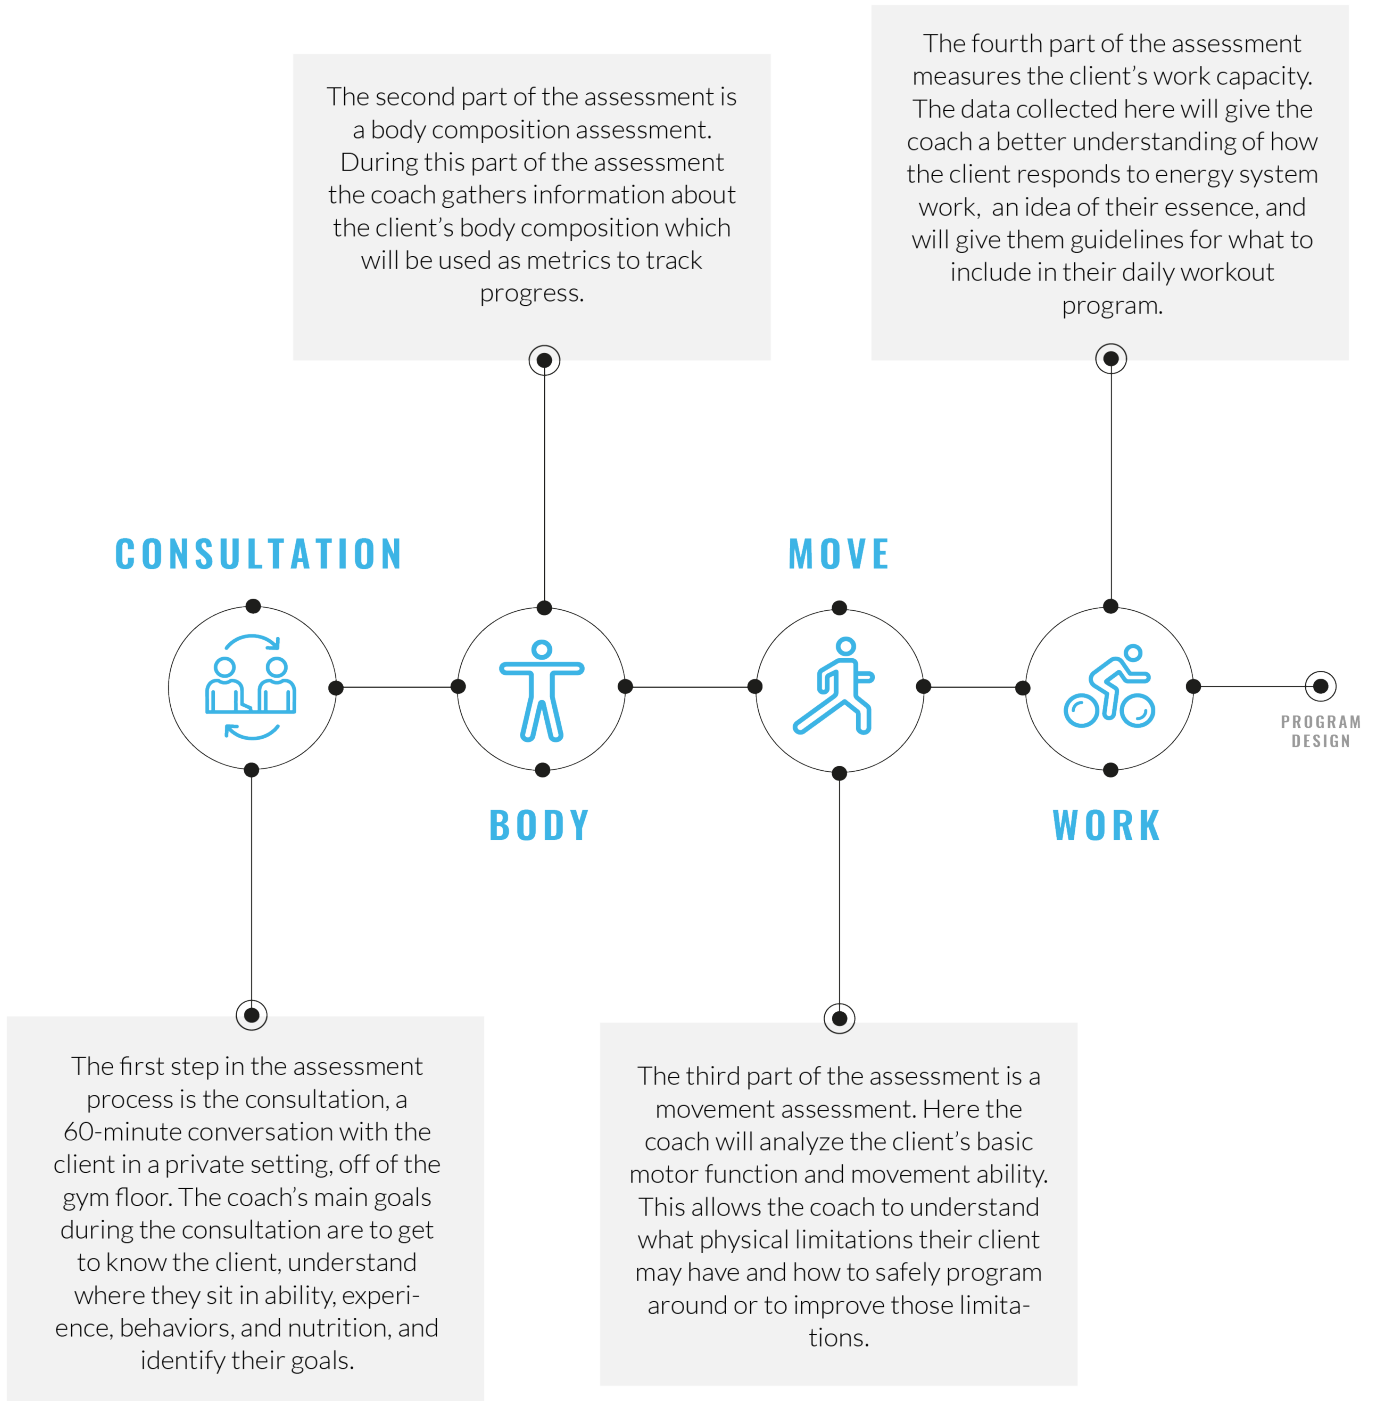 The fourth part of the assessment
measures the client's work capacity.
The data collected here will give the
coach a better understanding of how
the client responds to energy system
work,  an idea of their essence, and
will give them guidelines for what to
include in their daily workout
program.
The second part of the assessment is
a body composition assessment.
During this part of the assessment
the coach gathers information about
the client's body composition which
will be used as metrics to track
progress.
CONSULTATION
MOVE
PROGRAM
DESIGN
BODY
WORK
The first step in the assessment
process is the consultation, a
60-minute conversation with the
client in a private setting, off of the
gym floor. The coach's main goals
during the consultation are to get
to know the client, understand
where they sit in ability, experi-
ence, behaviors, and nutrition, and
identify their goals.
The third part of the assessment is a
movement assessment. Here the
coach will analyze the client's basic
motor function and movement ability.
This allows the coach to understand
what physical limitations their client
may have and how to safely program
around or to improve those limita-
tions.